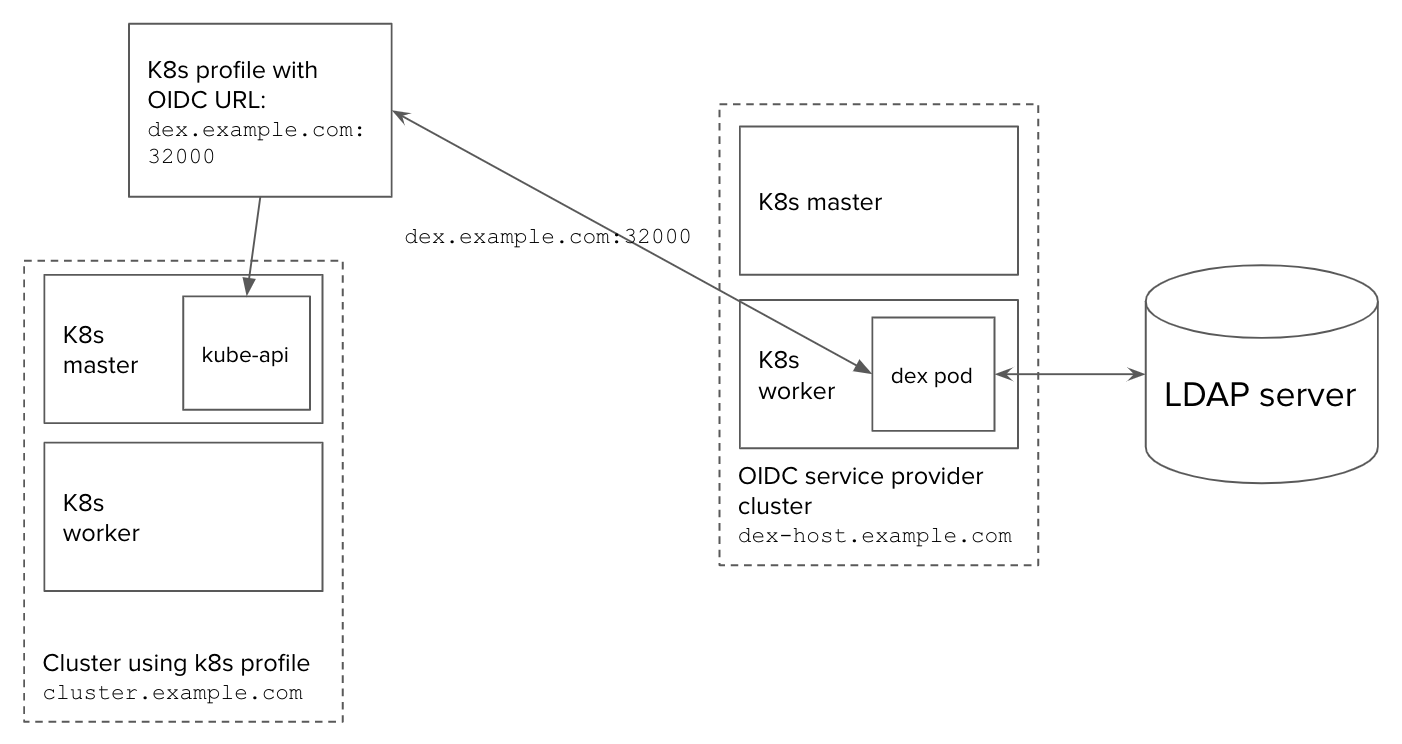 K8s profile with
OIDC URL:
dex.example.com:
32000
dex.example.com:32000
K8s
master
kube-api
K8s
worker
Cluster using k8s profile
cluster.example.com
K8s master
K8s
worker
dex pod
OIDC service provider
cluster
dex-host.example.com
LDAP server